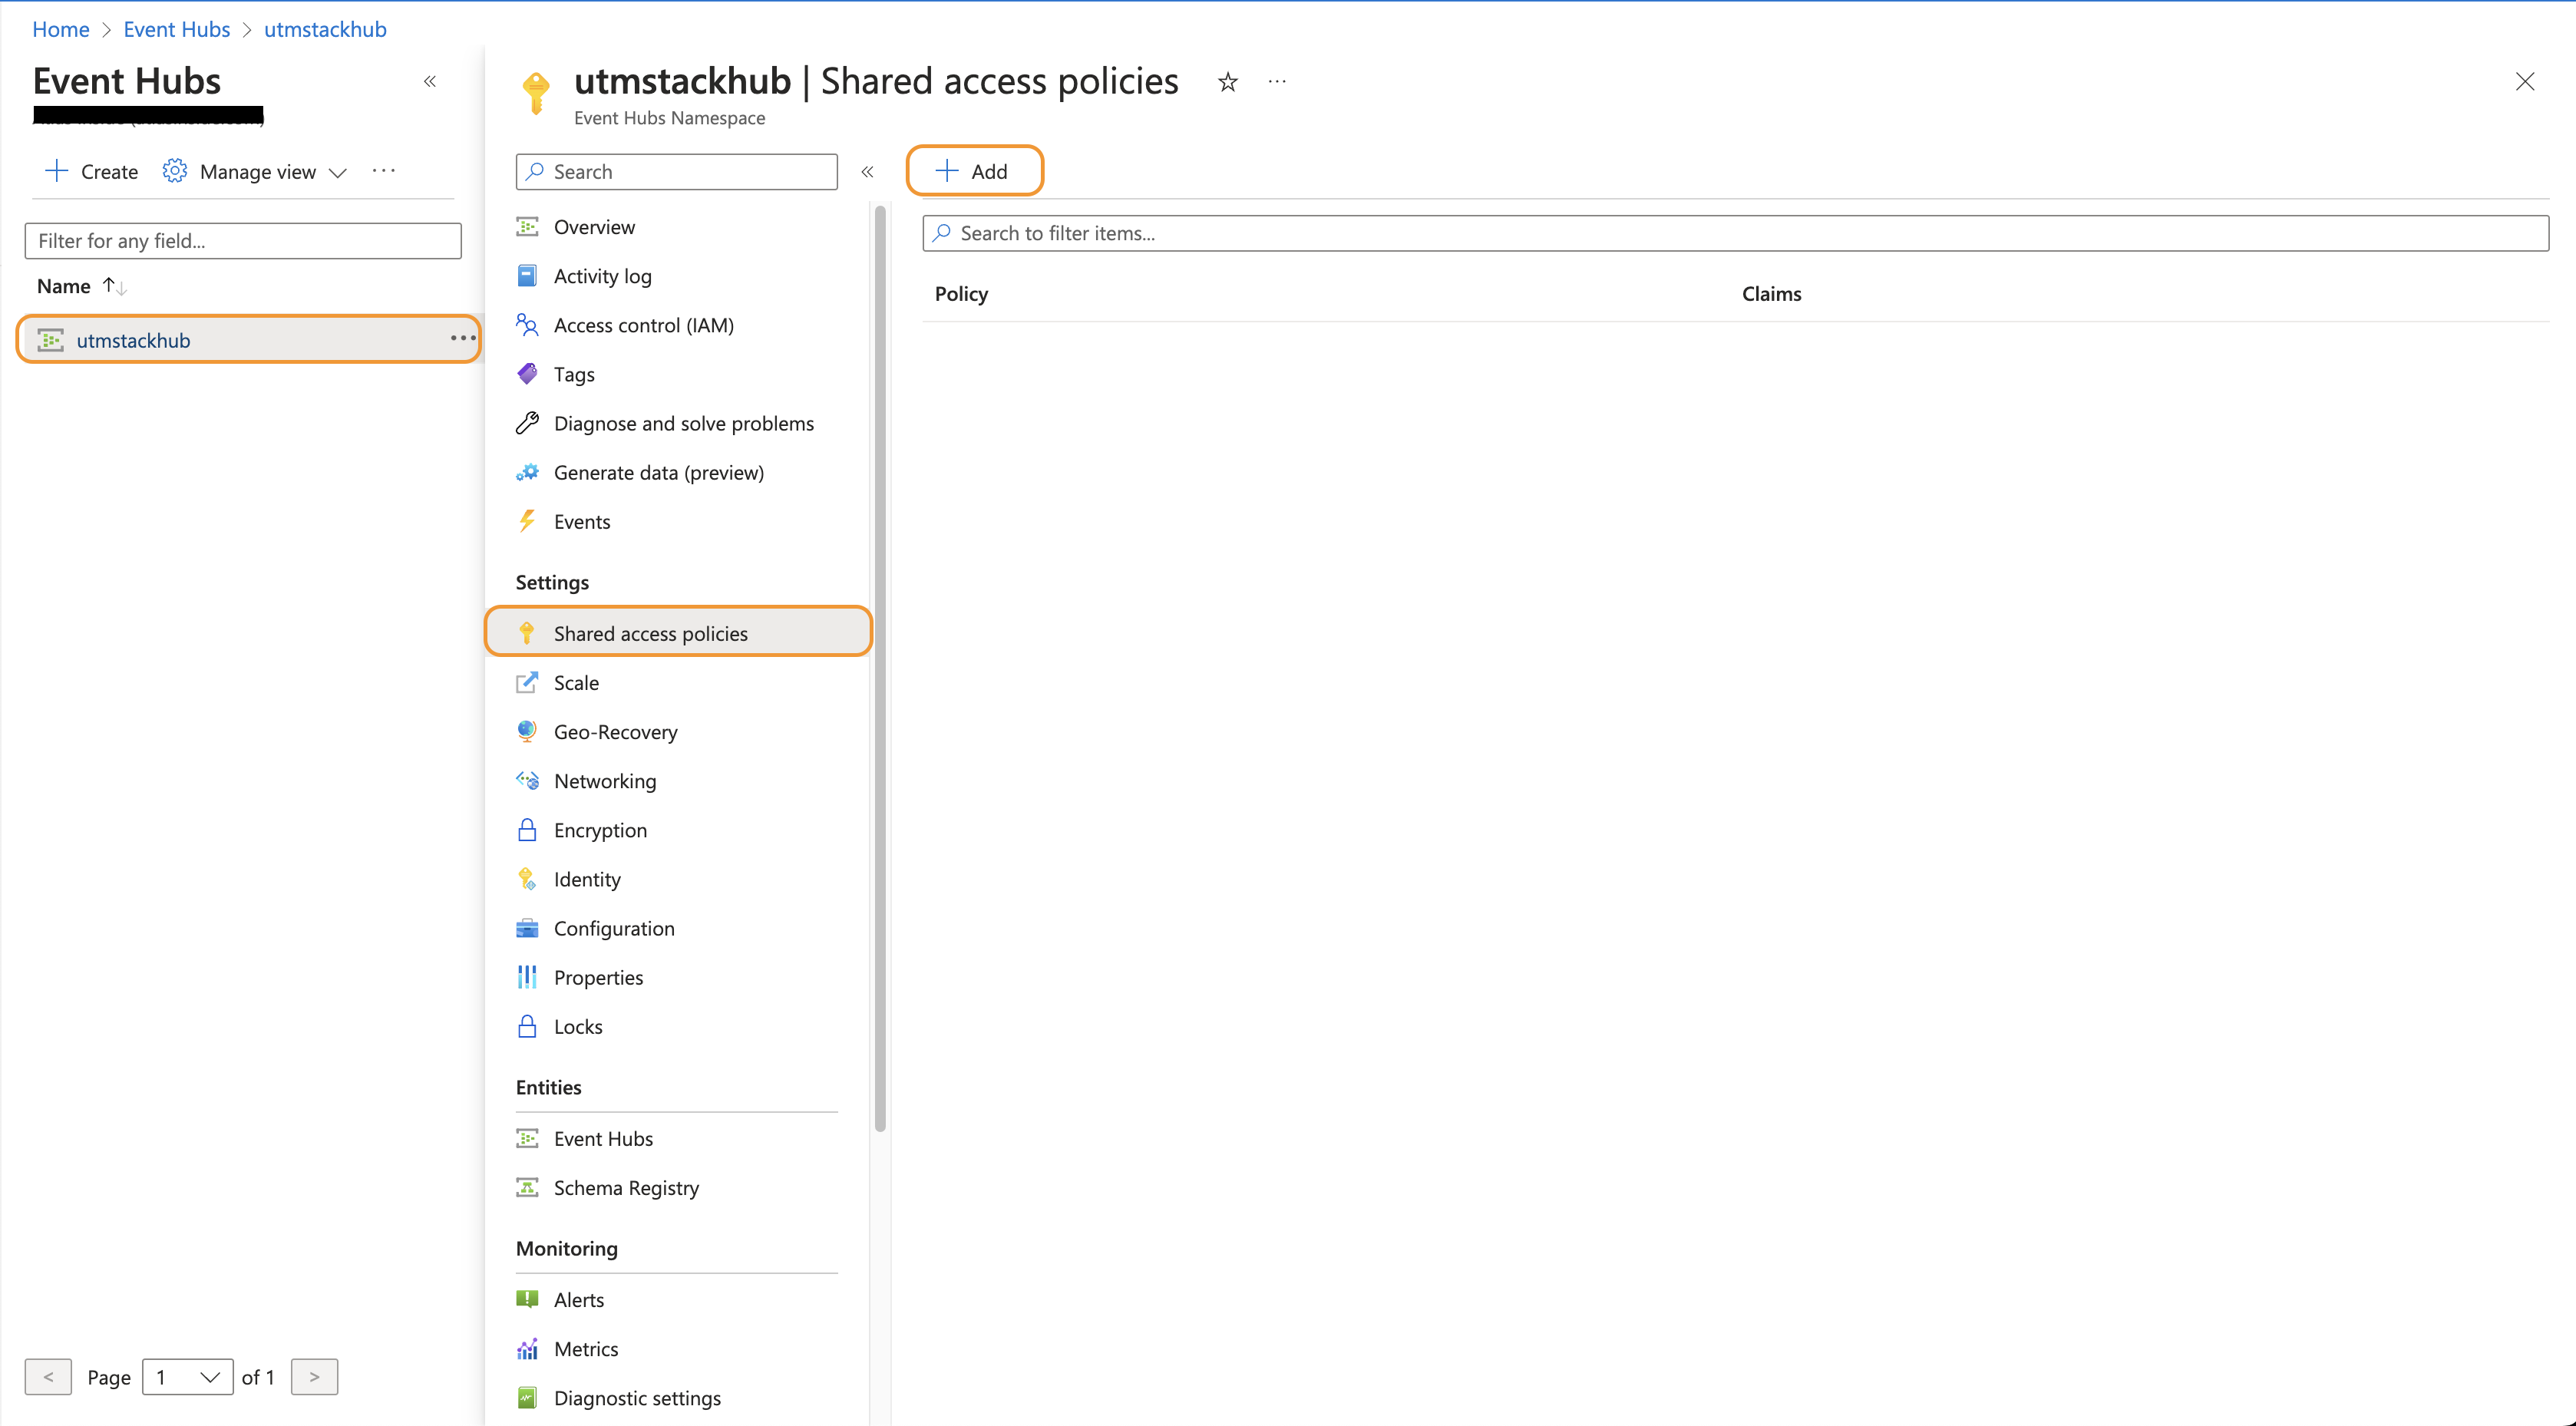 Home > Event Hubs > utmstackhub
Event Hubs
«
+ Create
Manage view
...
Filter for any field...
Name ↑↓
utmstackhub
...
< Page 1 of 1 >
utmstackhub | Shared access policies
...
Event Hubs Namespace
Search
«
Overview
Activity log
Access control (IAM)
Tags
Diagnose and solve problems
Generate data (preview)
Events
Settings
Shared access policies
Scale
Geo-Recovery
Networking
Encryption
Identity
Configuration
Properties
Locks
Entities
Event Hubs
Schema Registry
Monitoring
Alerts
Metrics
Diagnostic settings
+ Add
Search to filter items...
Policy
Claims